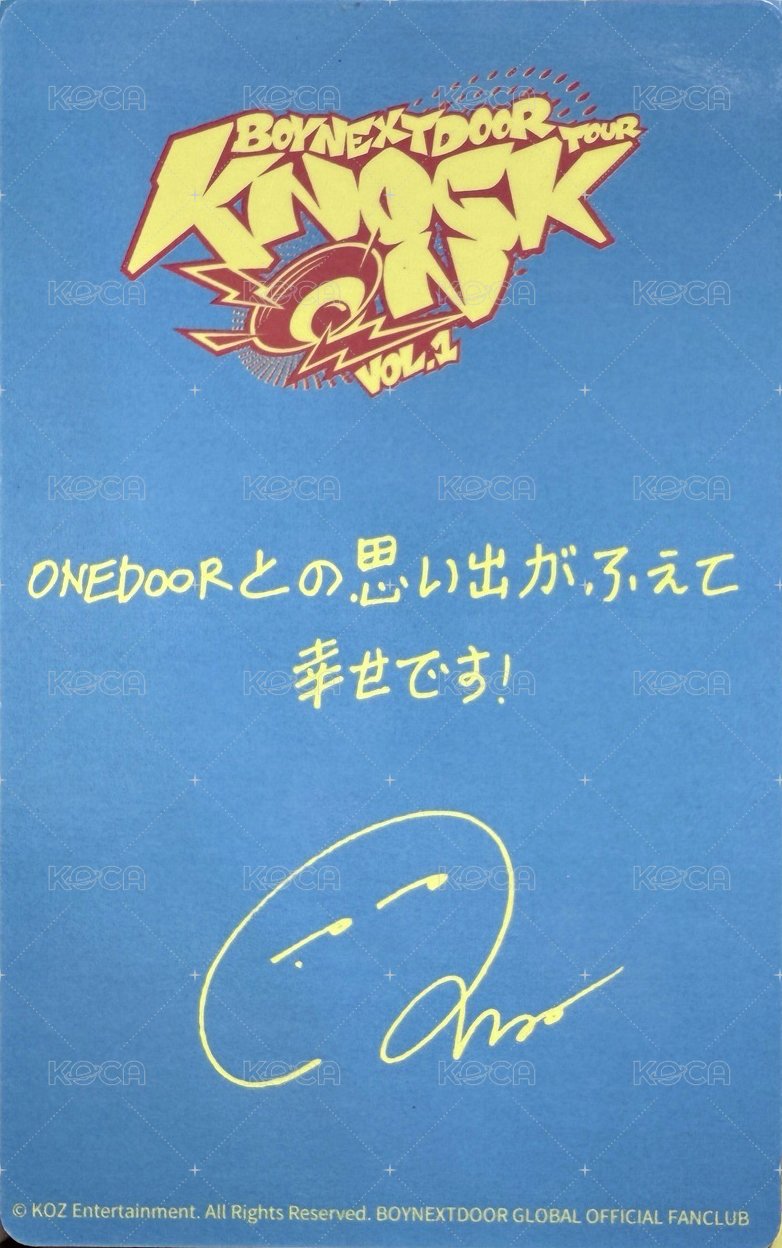 BOYNEXTDOOR TOUR
KNOCK
ON
VOL.1
ONEDOORとの思い出がふえて
幸せです!
© KOZ Entertainment. All Rights Reserved. BOYNEXTDOOR GLOBAL OFFICIAL FANCLUB
KOCA